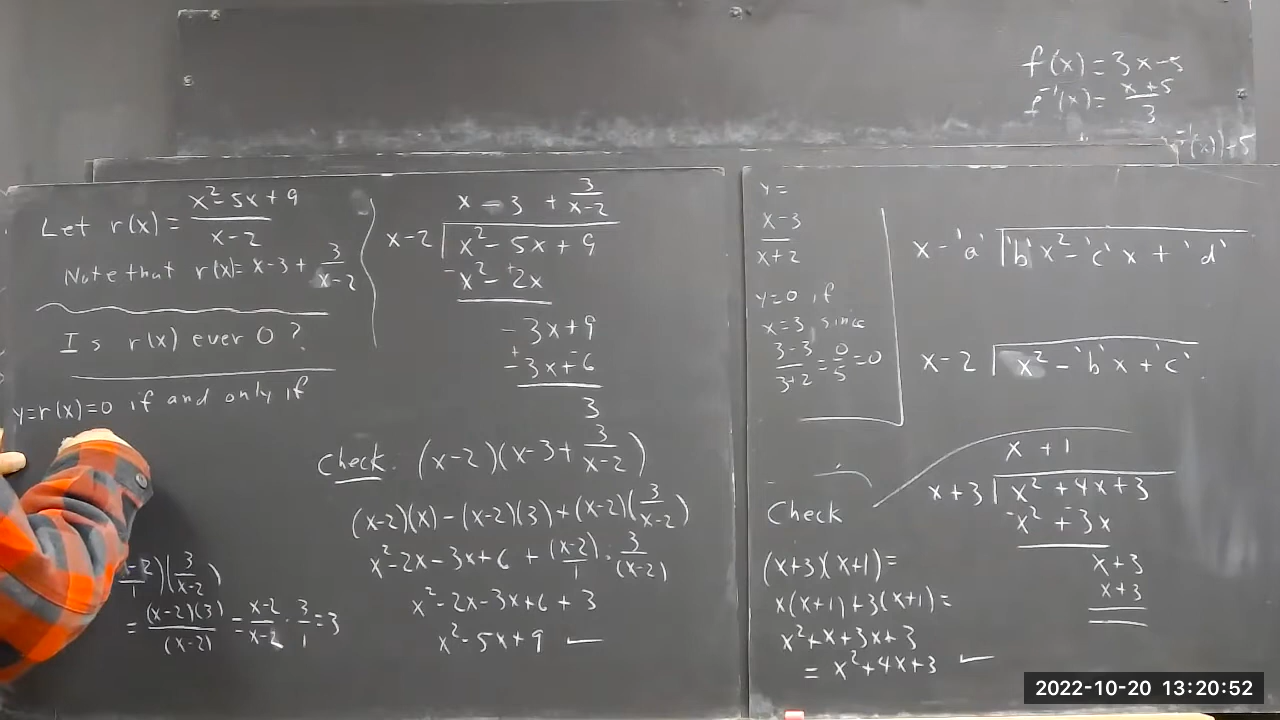 f(x) = 3x-5
f⁻¹(x) = (x+5)/3
⁻¹(x)) + 5
Let r(x) = (x² - 5x + 9)/(x-2)
Note that r(x) = x-3 + 3/(x-2)
Is r(x) ever 0?
y = r(x) = 0 if and only if
)(3/(x-2))
= (x-2)(3)/(x-2) = (x-2)/(x-2) · 3/1 = 3
x - 3 + 3/(x-2)
x-2 ) x² - 5x + 9
- x² -⁺ 2x
- 3x + 9
⁺- 3x +⁻ 6
3
Check: (x-2)(x-3 + 3/(x-2))
(x-2)(x) - (x-2)(3) + (x-2)(3/(x-2))
x² - 2x - 3x + 6 + (x-2)/1 · 3/(x-2)
x² - 2x - 3x + 6 + 3
x² - 5x + 9
y =
(x-3)/(x+2)
y = 0 if
x = 3, since
(3-3)/(3+2) = 0/5 = 0
x - 'a' ) 'b' x² - 'c' x + 'd'
x - 2 ) x² - 'b' x + 'c'
x + 1
x+3 ) x² + 4x + 3
- x² +⁻ 3x
x + 3
x + 3
Check
(x+3)(x+1) =
x(x+1) + 3(x+1) =
x² + x + 3x + 3
= x² + 4x + 3
2022-10-20 13:20:52